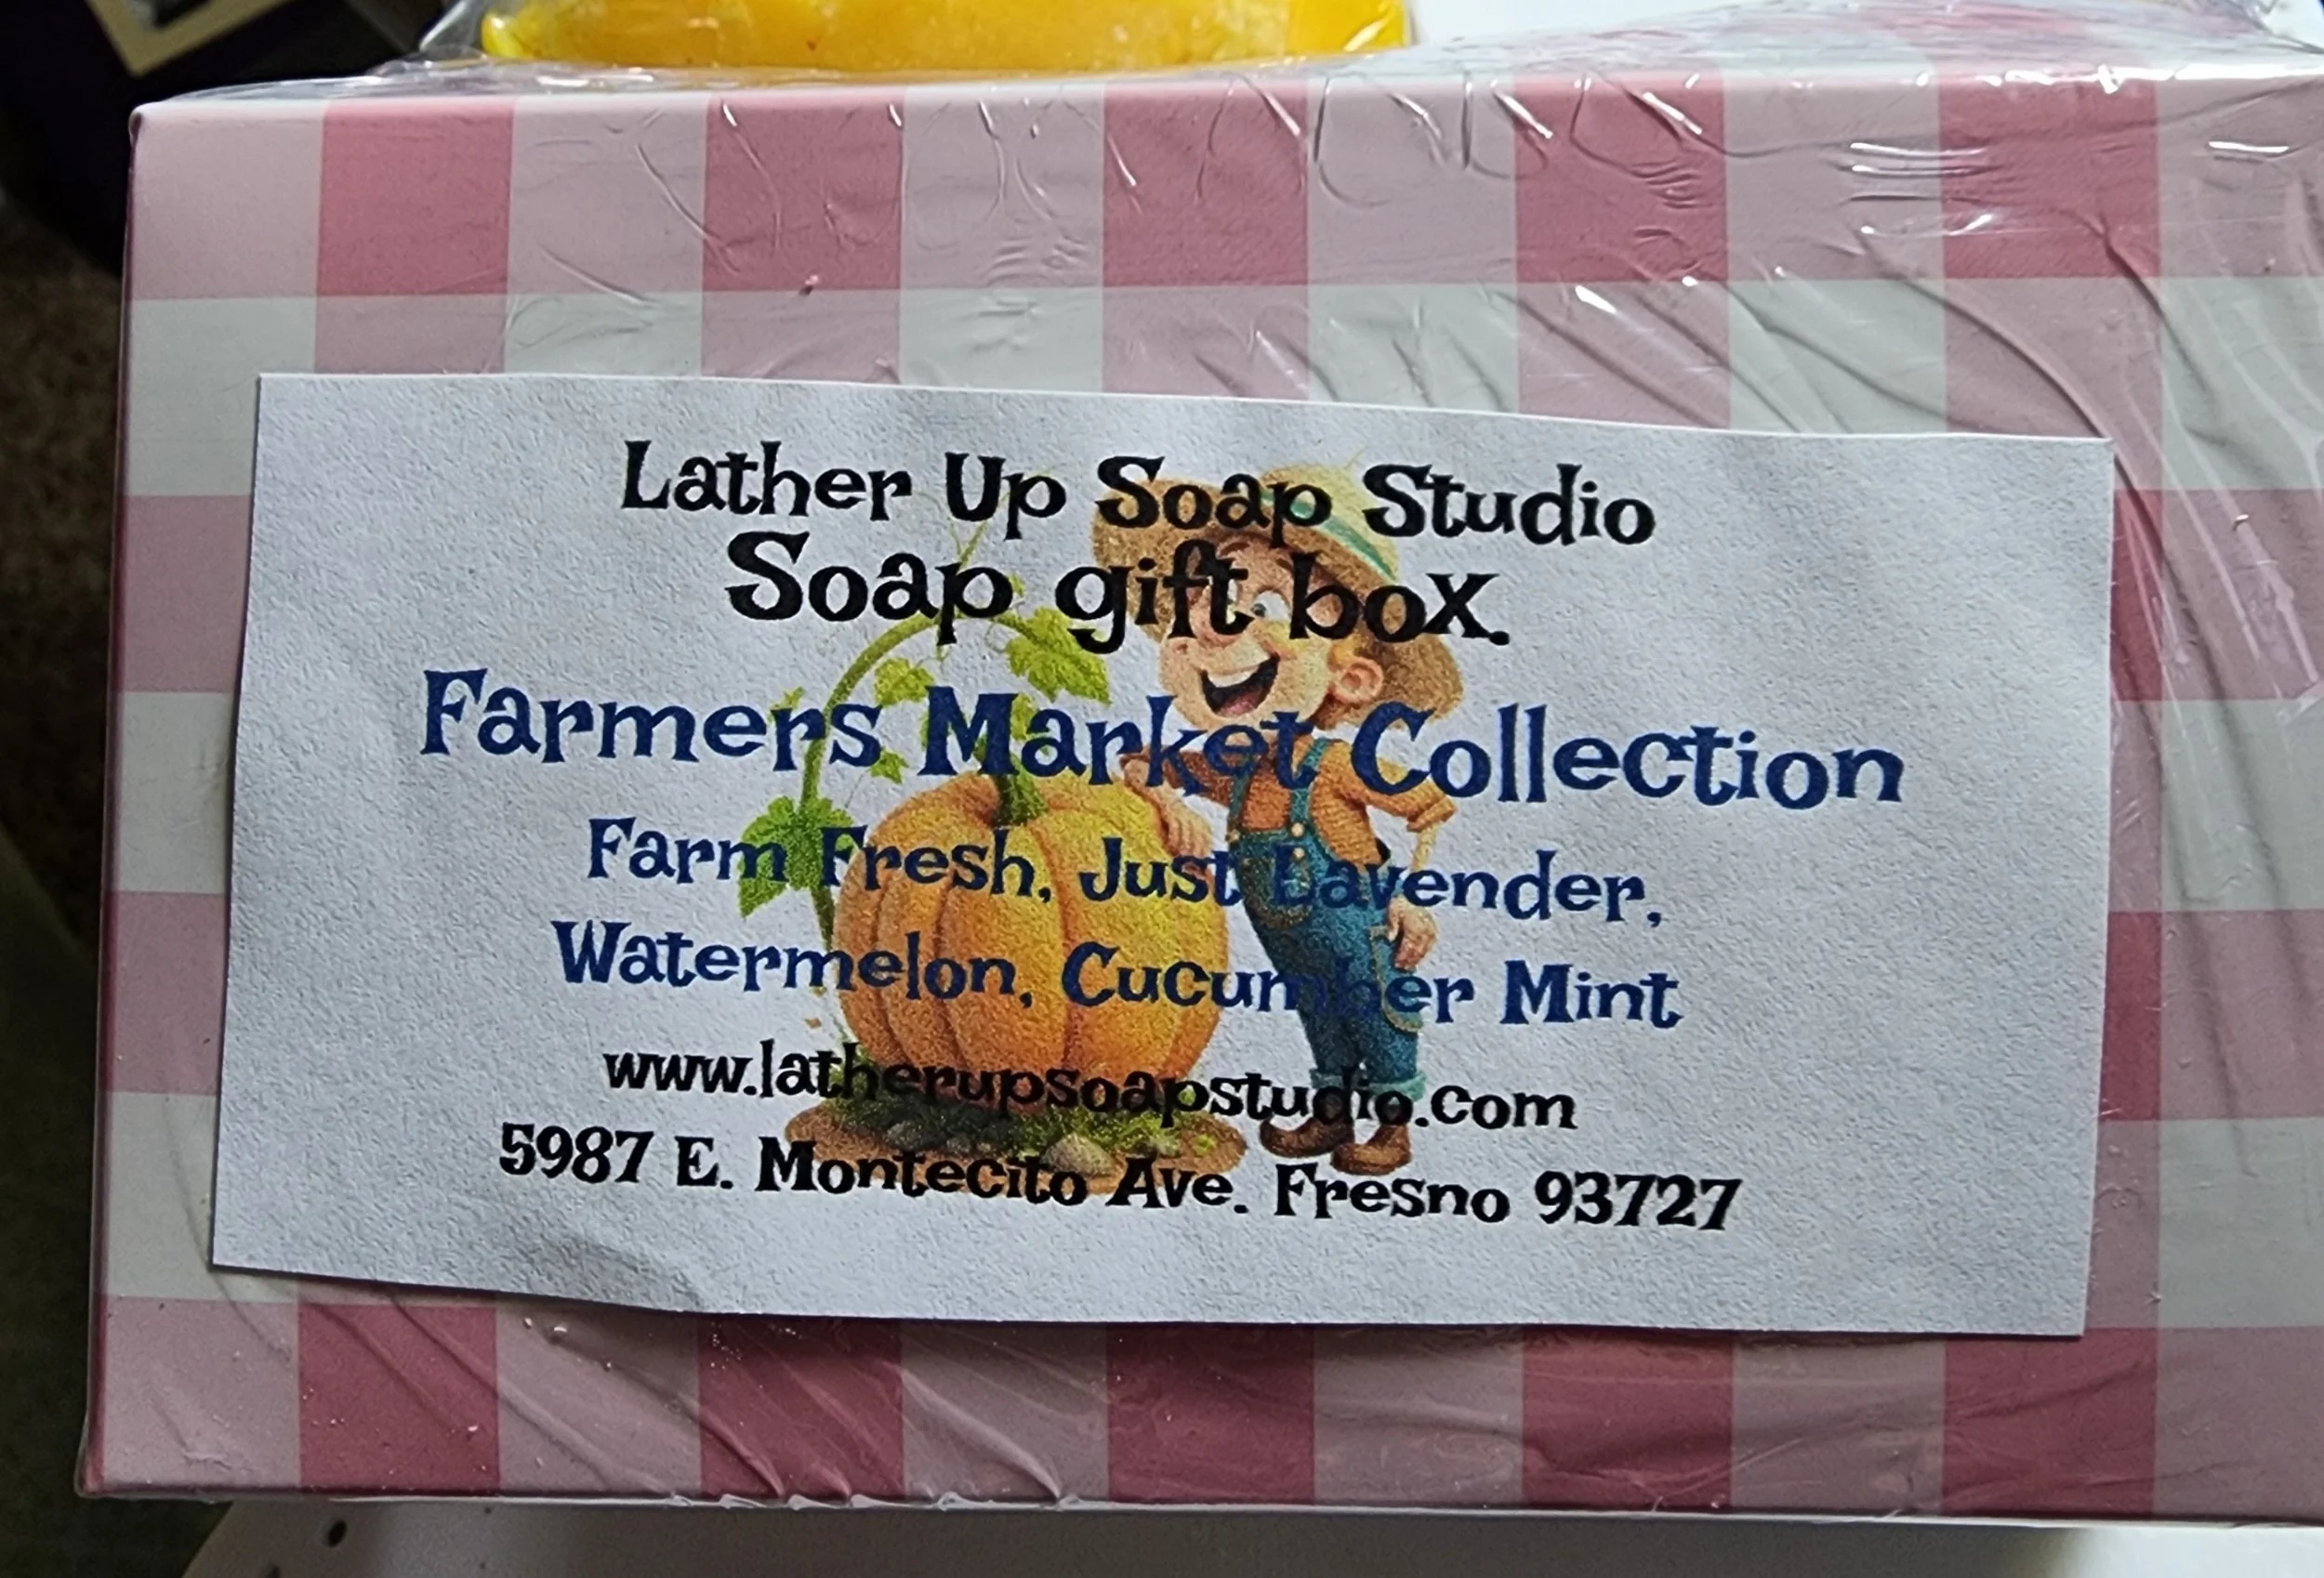 Lather Up Soap Studio
Soap gift box.
Farmers Market Collection
Farm Fresh, Just Lavender,
Watermelon, Cucumber Mint
www.latherupsoapstudio.com
5987 E. Montecito Ave. Fresno 93727